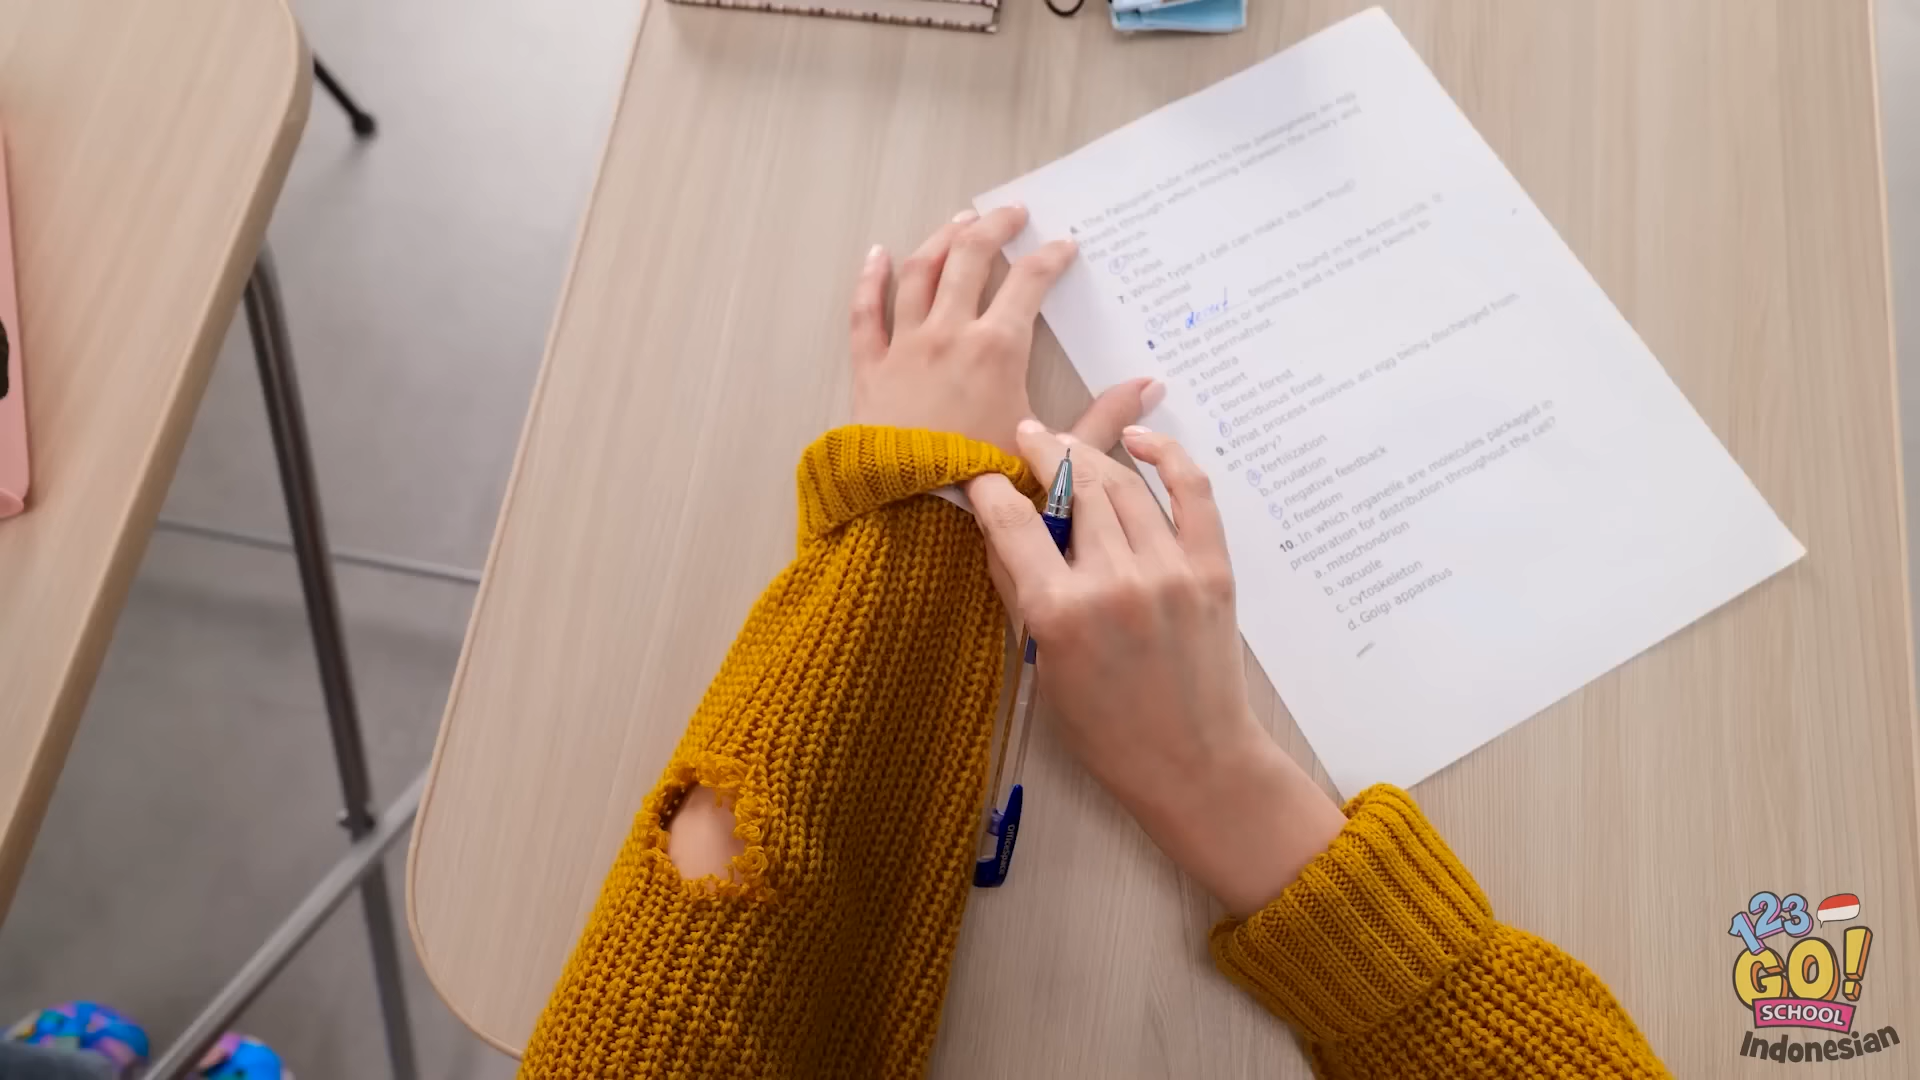 6. The Fallopian tube refers to the passageway an egg
travels through when moving between the ovary and
the uterus.
a. True
b. False
7. Which type of cell can make its own food?
a. animal
b. plant
8. The desert biome is found in the Arctic circle. It
has few plants or animals and is the only biome to
contain permafrost.
a. tundra
b. desert
c. boreal forest
d. deciduous forest
9. What process involves an egg being discharged from
an ovary?
a. fertilization
b. ovulation
c. negative feedback
d. freedom
10. In which organelle are molecules packaged in
preparation for distribution throughout the cell?
a. mitochondrion
b. vacuole
c. cytoskeleton
d. Golgi apparatus
OfficeSpace
123
GO!
SCHOOL
Indonesian